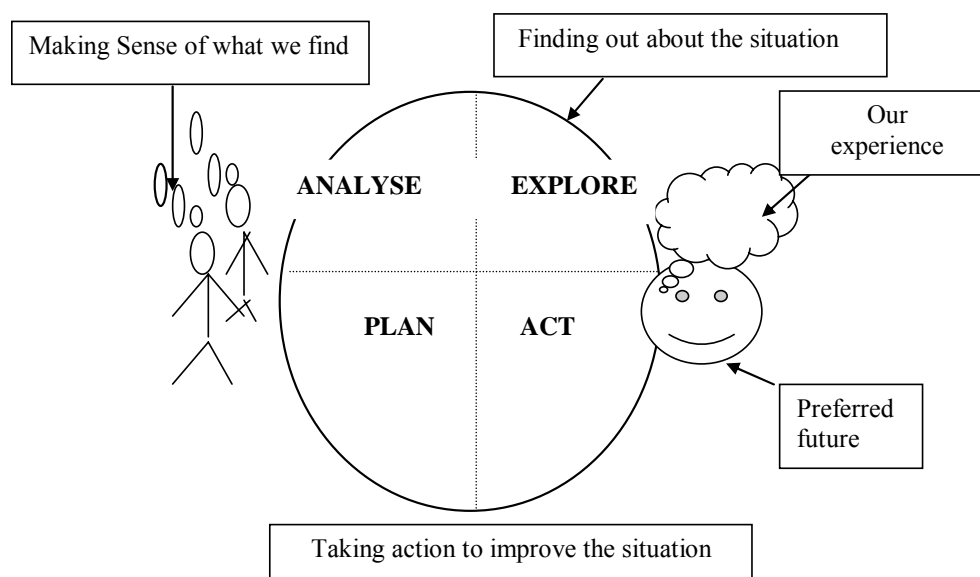 Making Sense of what we find
Finding out about the situation
Our
experience
ANALYSE
EXPLORE
PLAN
ACT
Preferred
future
Taking action to improve the situation